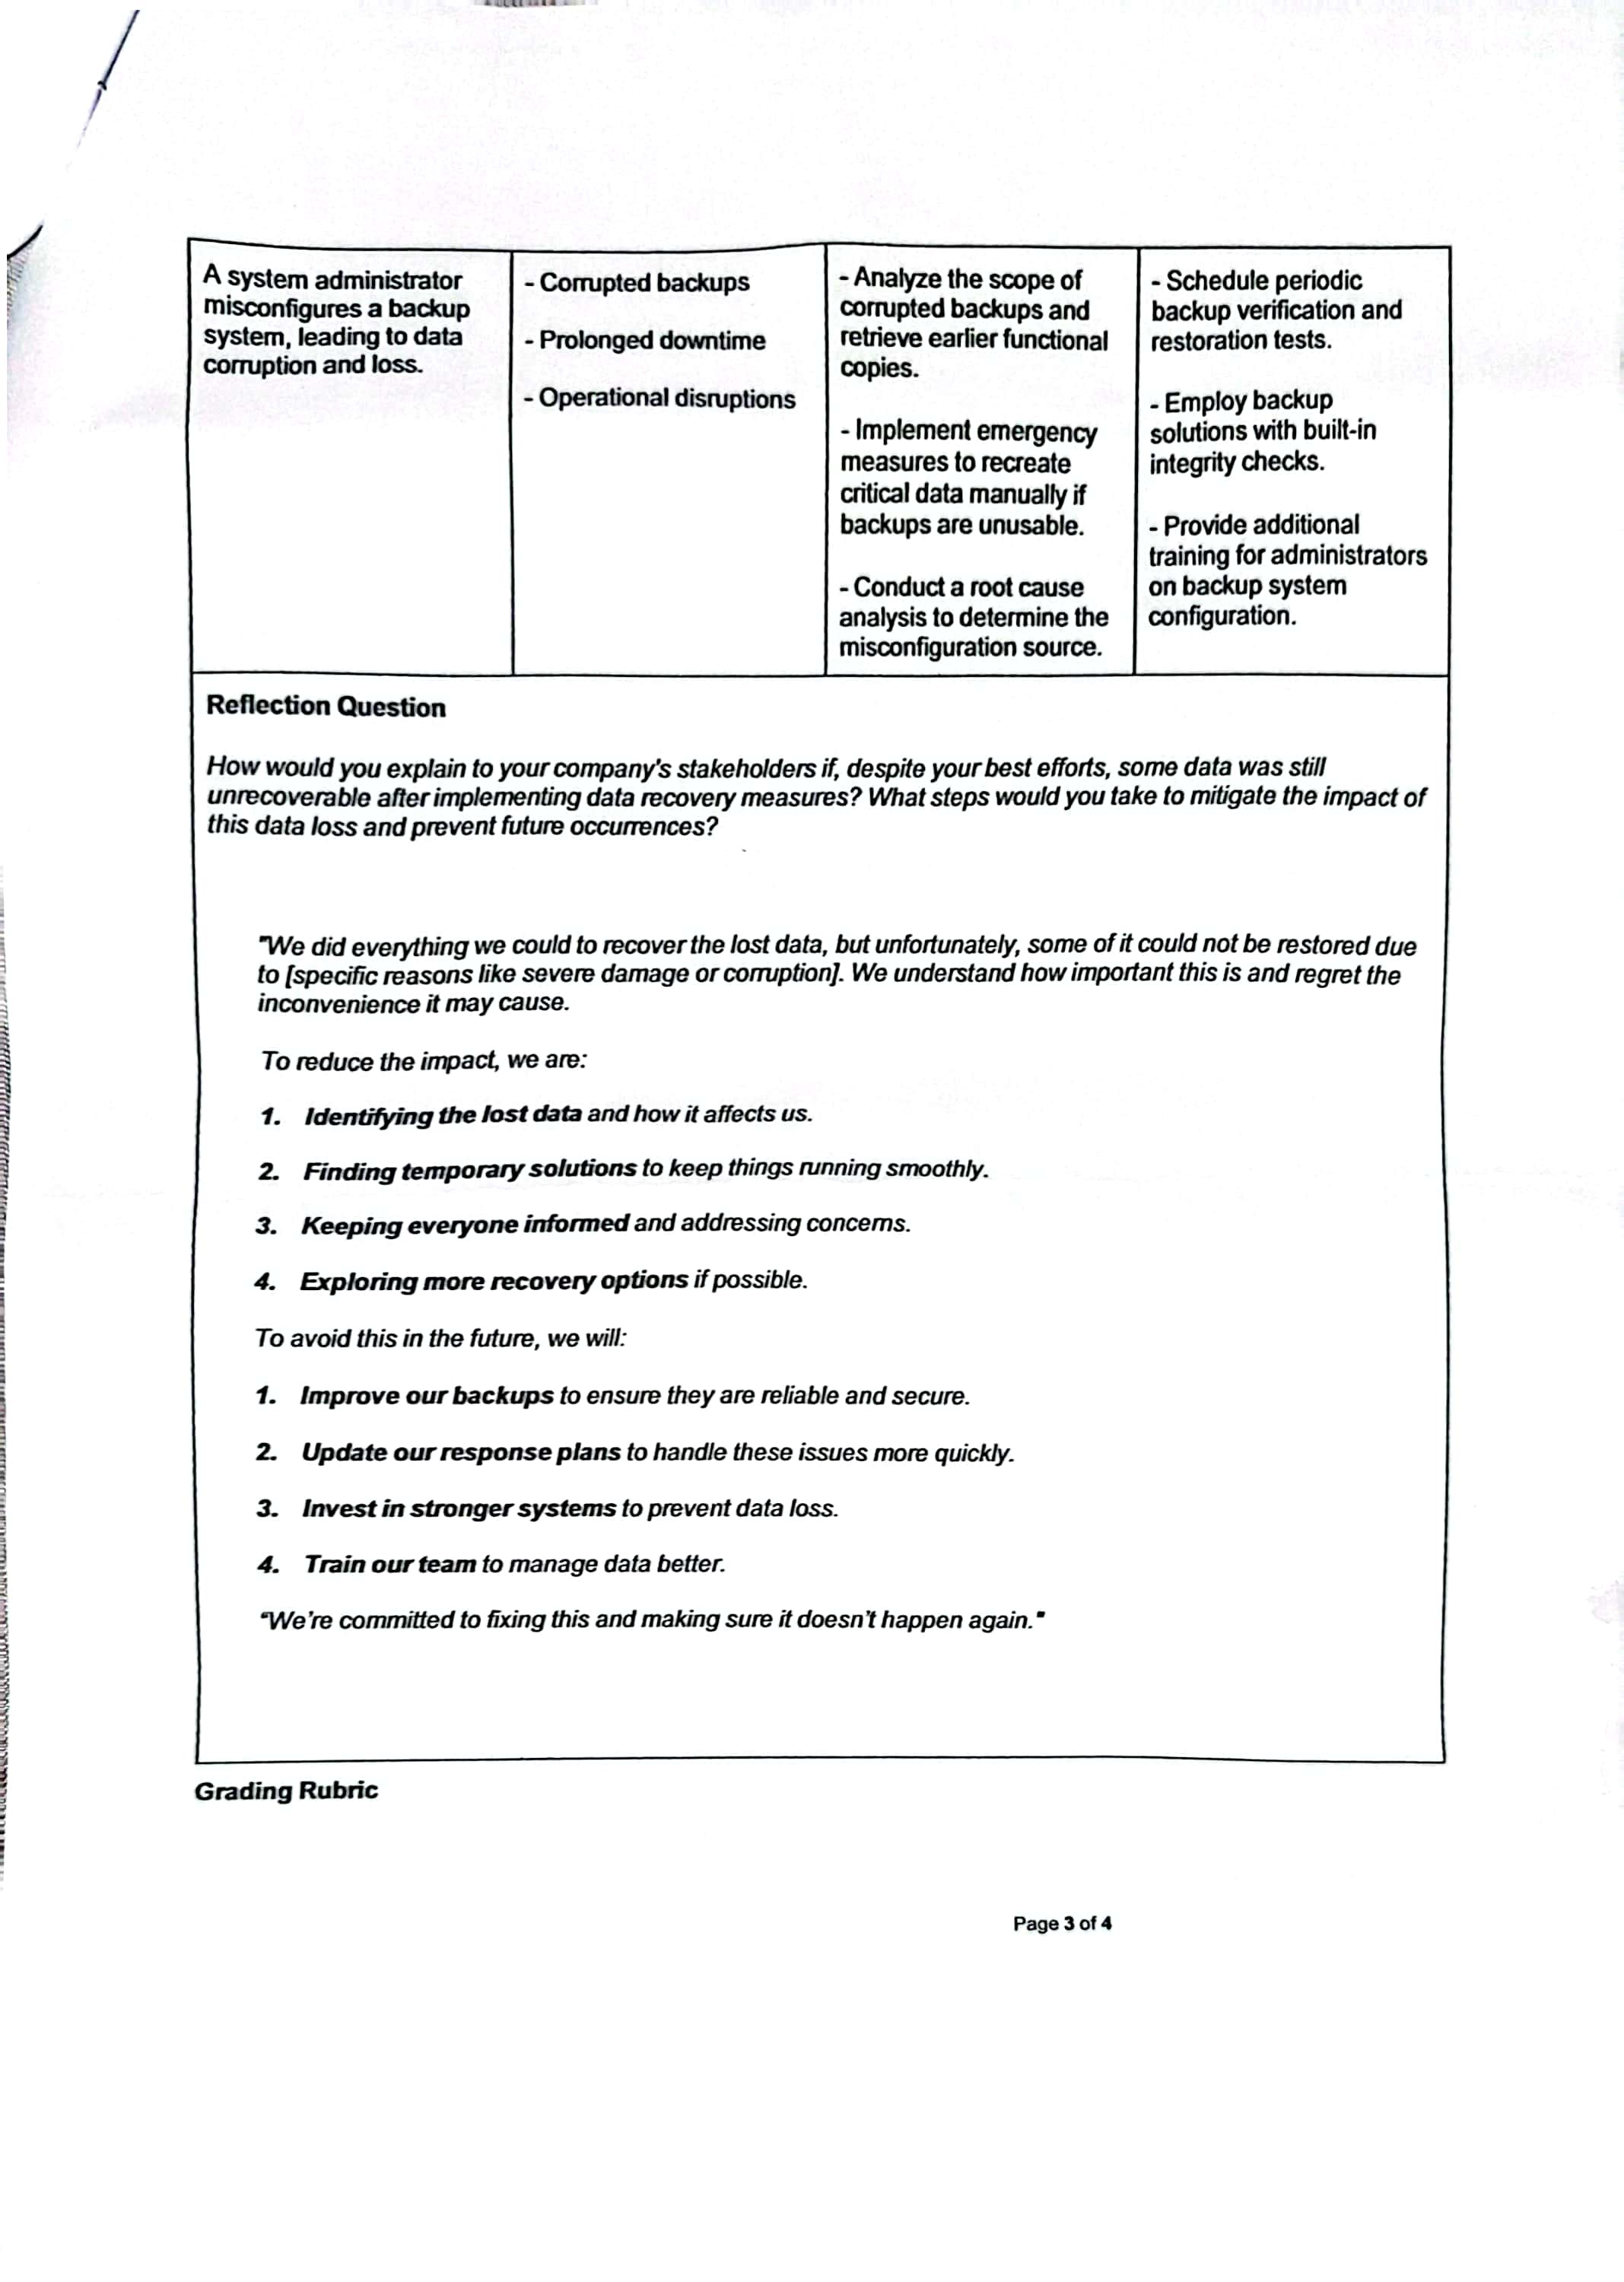 A system administrator
misconfigures a backup
system, leading to data
corruption and loss.
- Corrupted backups
- Prolonged downtime
- Operational disruptions
- Analyze the scope of
corrupted backups and
retrieve earlier functional
copies.
- Implement emergency
measures to recreate
critical data manually if
backups are unusable.
- Conduct a root cause
analysis to determine the
misconfiguration source.
- Schedule periodic
backup verification and
restoration tests.
- Employ backup
solutions with built-in
integrity checks.
- Provide additional
training for administrators
on backup system
configuration.
Reflection Question
How would you explain to your company's stakeholders if, despite your best efforts, some data was still
unrecoverable after implementing data recovery measures? What steps would you take to mitigate the impact of
this data loss and prevent future occurrences?
"We did everything we could to recover the lost data, but unfortunately, some of it could not be restored due
to [specific reasons like severe damage or corruption]. We understand how important this is and regret the
inconvenience it may cause.
To reduce the impact, we are:
1. Identifying the lost data and how it affects us.
2. Finding temporary solutions to keep things running smoothly.
3. Keeping everyone informed and addressing concerns.
4. Exploring more recovery options if possible.
To avoid this in the future, we will:
1. Improve our backups to ensure they are reliable and secure.
2. Update our response plans to handle these issues more quickly.
3. Invest in stronger systems to prevent data loss.
4. Train our team to manage data better.
"We're committed to fixing this and making sure it doesn't happen again."
Grading Rubric
Page 3 of 4